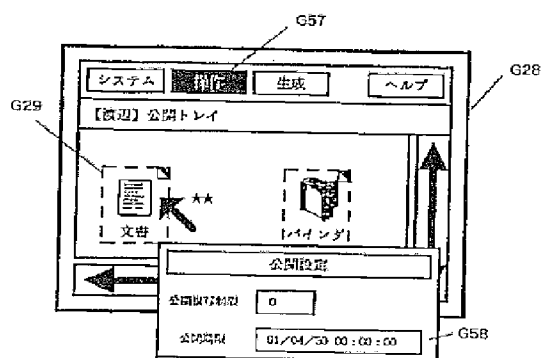 G57
G28
システム 操作 生成 ヘルプ
【渡辺】公開トレイ
G29
★★
文書
バインダ
公開設定
0
公開期限 01/04/30 00:00:00
G58